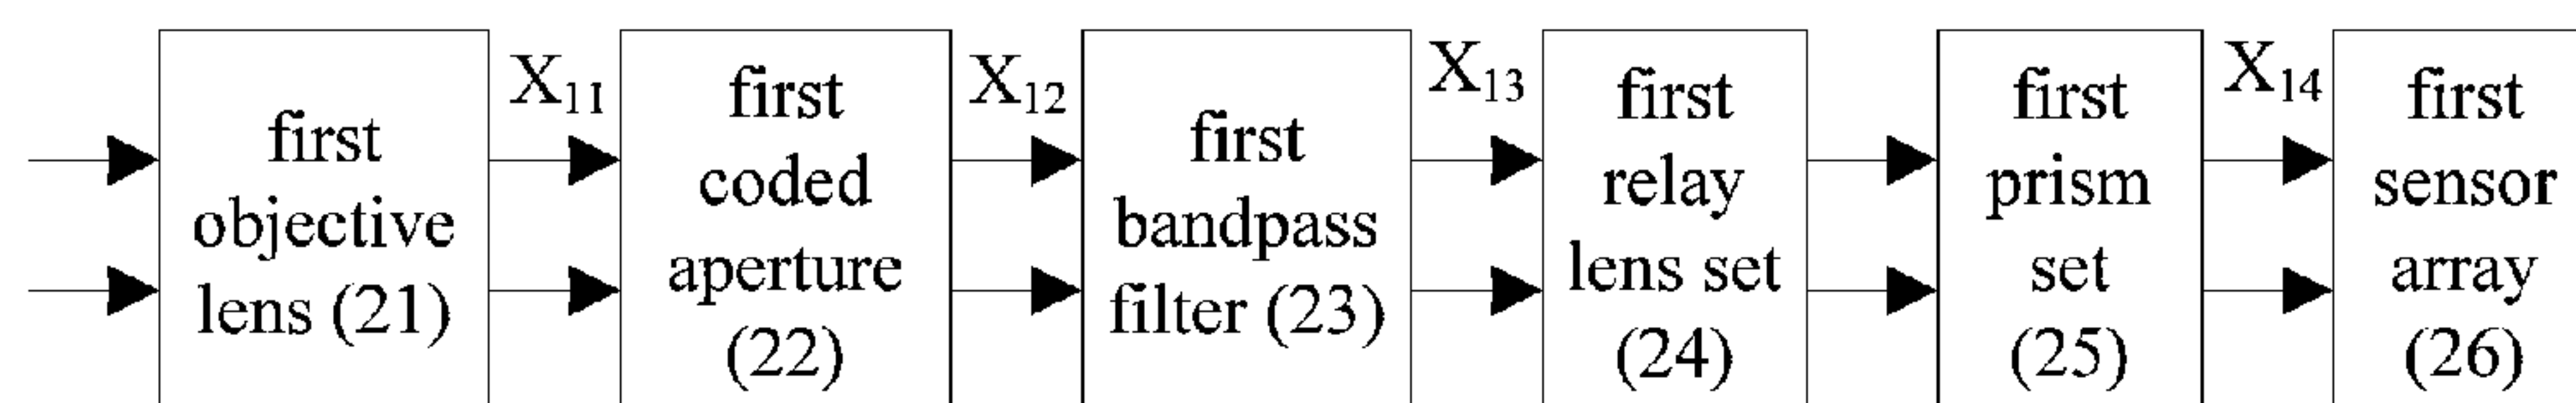 first
objective
lens (21)
X11
first
coded
aperture
(22)
X12
first
bandpass
filter (23)
X13
first
relay
lens set
(24)
first
prism
set
(25)
X14
first
sensor
array
(26)